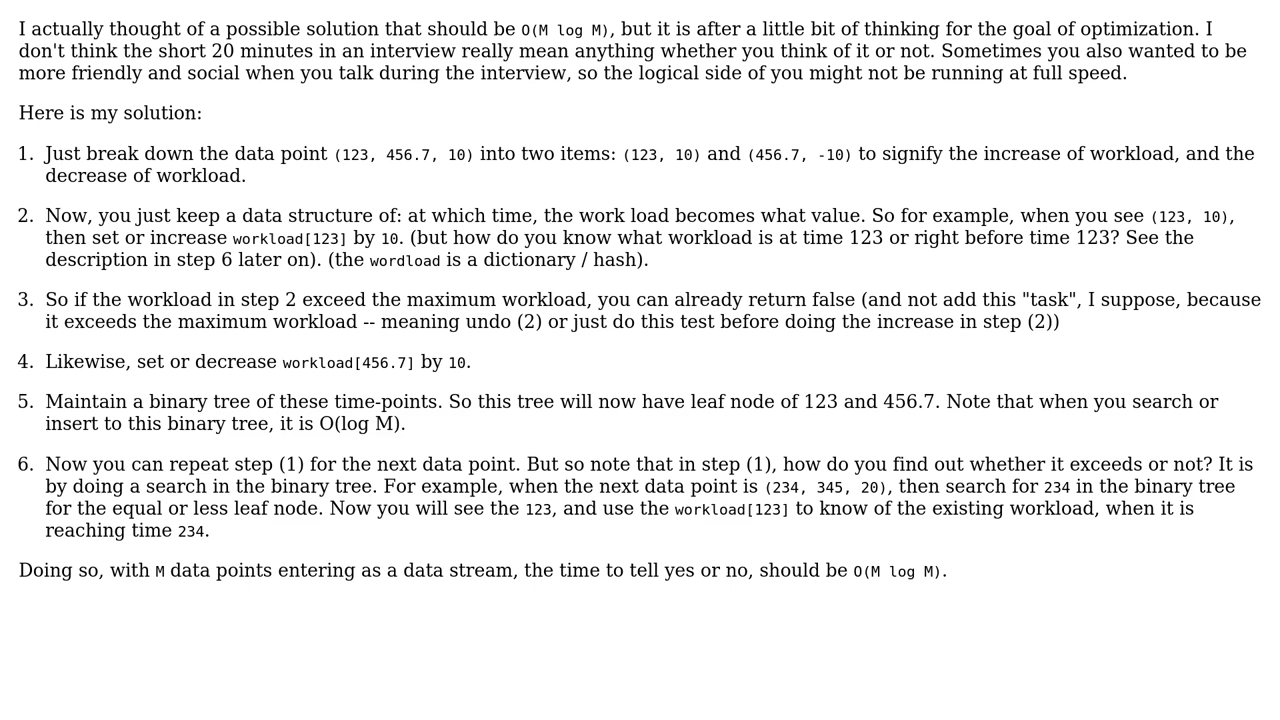 I actually thought of a possible solution that should be O(M log M), but it is after a little bit of thinking for the goal of optimization. I
don't think the short 20 minutes in an interview really mean anything whether you think of it or not. Sometimes you also wanted to be
more friendly and social when you talk during the interview, so the logical side of you might not be running at full speed.
Here is my solution:
1. Just break down the data point (123, 456.7, 10) into two items: (123, 10) and (456.7, -10) to signify the increase of workload, and the
decrease of workload.
2. Now, you just keep a data structure of: at which time, the work load becomes what value. So for example, when you see (123, 10),
then set or increase workload[123] by 10. (but how do you know what workload is at time 123 or right before time 123? See the
description in step 6 later on). (the wordload is a dictionary / hash).
3. So if the workload in step 2 exceed the maximum workload, you can already return false (and not add this "task", I suppose, because
it exceeds the maximum workload -- meaning undo (2) or just do this test before doing the increase in step (2))
4. Likewise, set or decrease workload[456.7] by 10.
5. Maintain a binary tree of these time-points. So this tree will now have leaf node of 123 and 456.7. Note that when you search or
insert to this binary tree, it is O(log M).
6. Now you can repeat step (1) for the next data point. But so note that in step (1), how do you find out whether it exceeds or not? It is
by doing a search in the binary tree. For example, when the next data point is (234, 345, 20), then search for 234 in the binary tree
for the equal or less leaf node. Now you will see the 123, and use the workload[123] to know of the existing workload, when it is
reaching time 234.
Doing so, with M data points entering as a data stream, the time to tell yes or no, should be O(M log M).